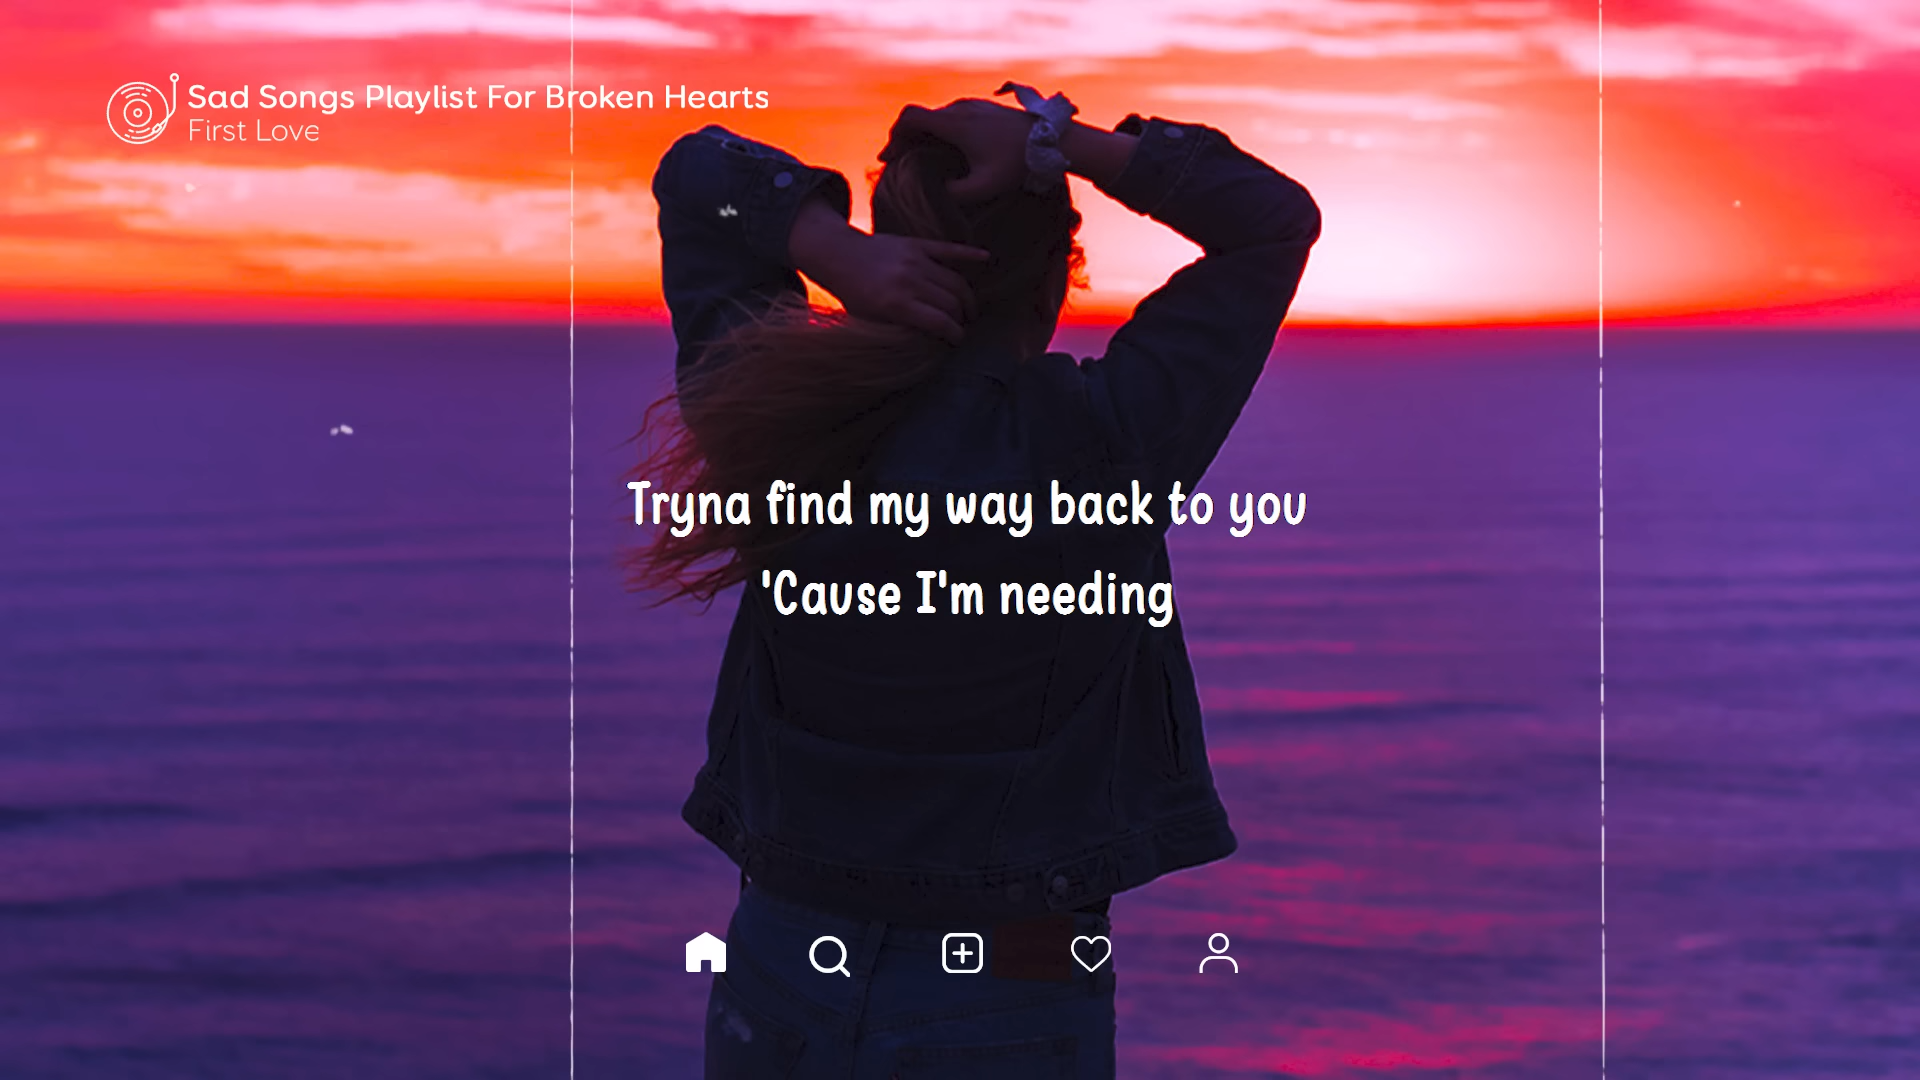 Sad Songs Playlist For Broken Hearts
First Love
Tryna find my way back to you
'Cause I'm needing